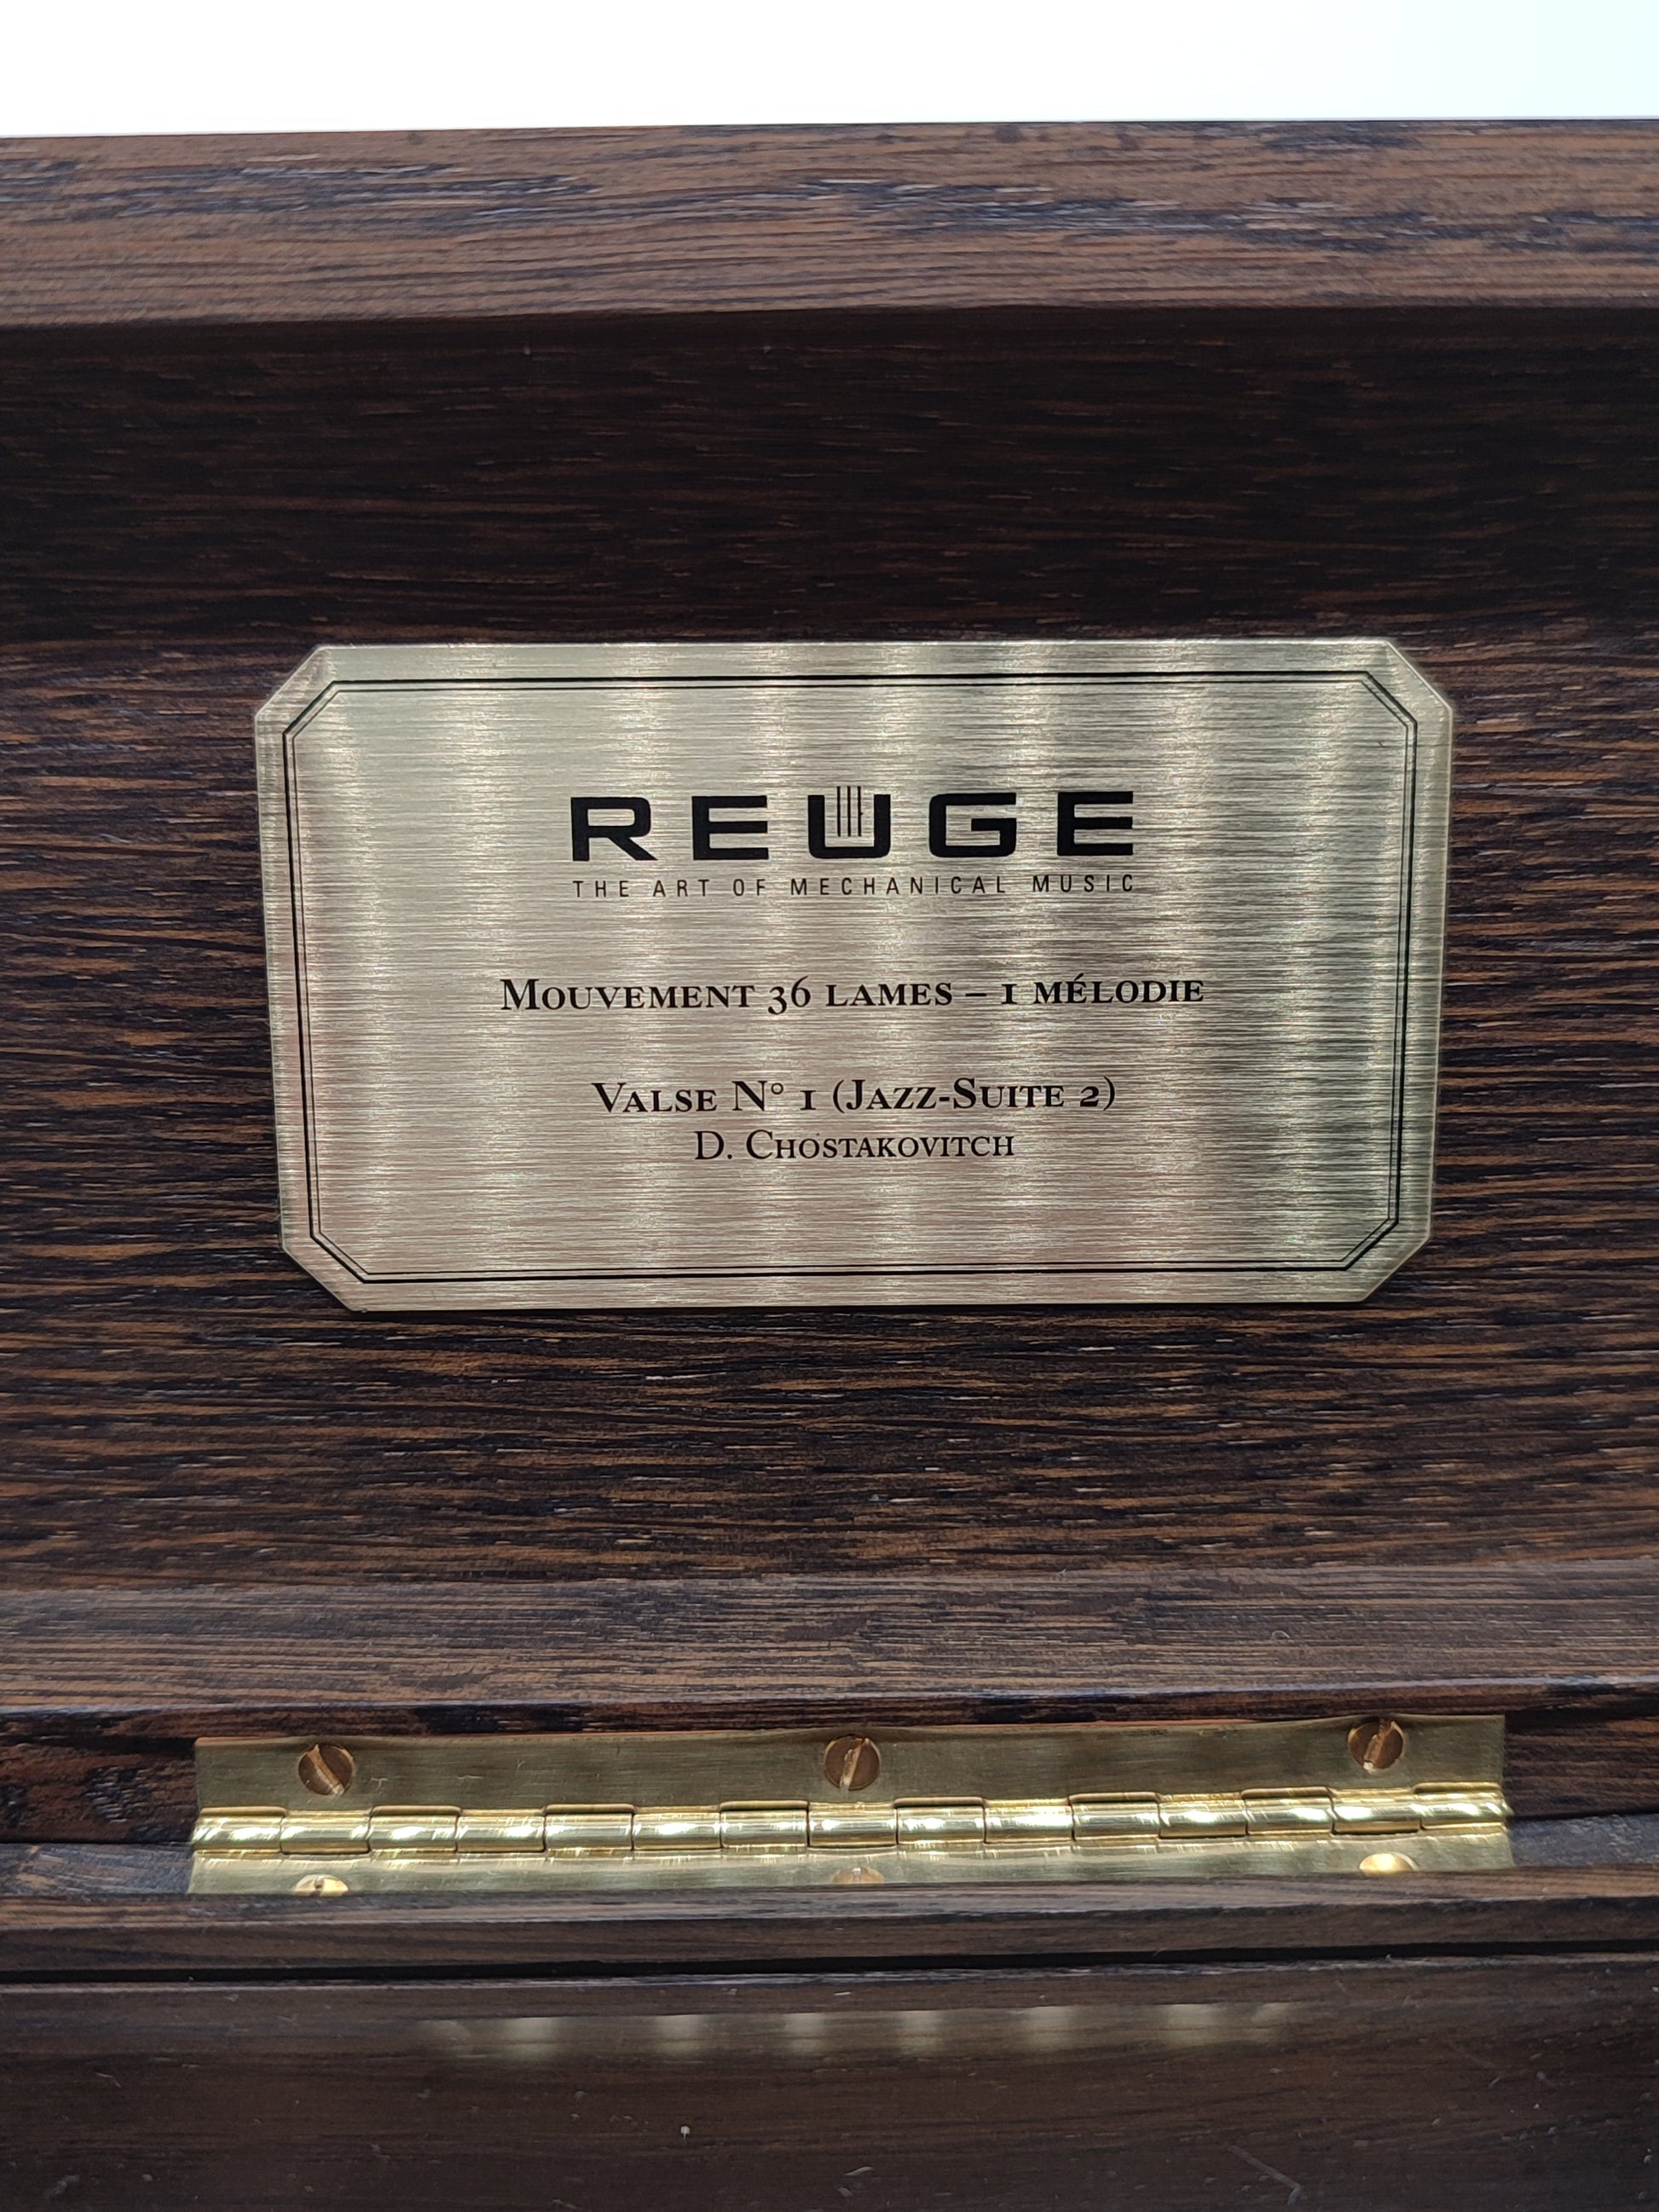 REUGE
THE ART OF MECHANICAL MUSIC
MOUVEMENT 36 LAMES – 1 MÉLODIE
VALSE N° 1 (JAZZ-SUITE 2)
D. CHOSTAKOVITCH